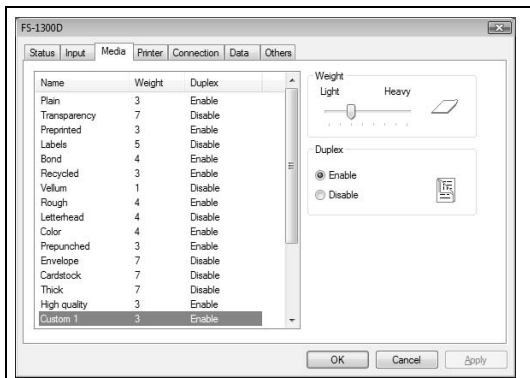 FS-1300D
Status Input Media Printer Connection Data Others
Name Weight Duplex
Plain 3 Enable
Transparency 7 Disable
Preprinted 3 Enable
Labels 5 Disable
Bond 4 Enable
Recycled 3 Enable
Vellum 1 Disable
Rough 4 Enable
Letterhead 4 Disable
Color 4 Enable
Prepunched 3 Enable
Envelope 7 Disable
Cardstock 7 Disable
Thick 7 Disable
High quality 3 Enable
Custom 1 3 Enable
Weight
Light Heavy
Duplex
Enable
Disable
OK Cancel Apply